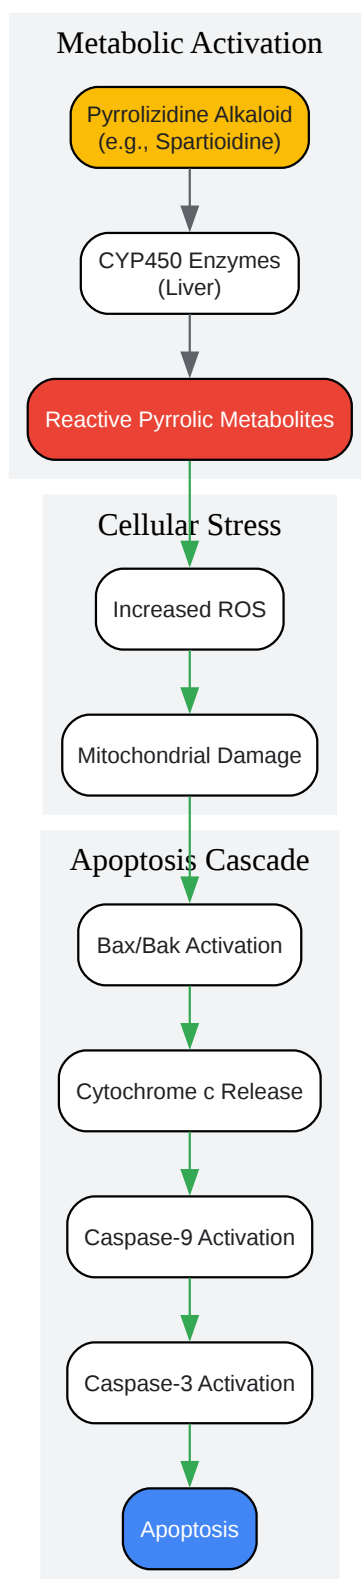 Metabolic Activation
Pyrrolizidine Alkaloid
(e.g., Spartioidine)
CYP450 Enzymes
(Liver)
Reactive Pyrrolic Metabolites
Cellular Stress
Increased ROS
Mitochondrial Damage
Apoptosis Cascade
Bax/Bak Activation
Cytochrome c Release
Caspase-9 Activation
Caspase-3 Activation
Apoptosis